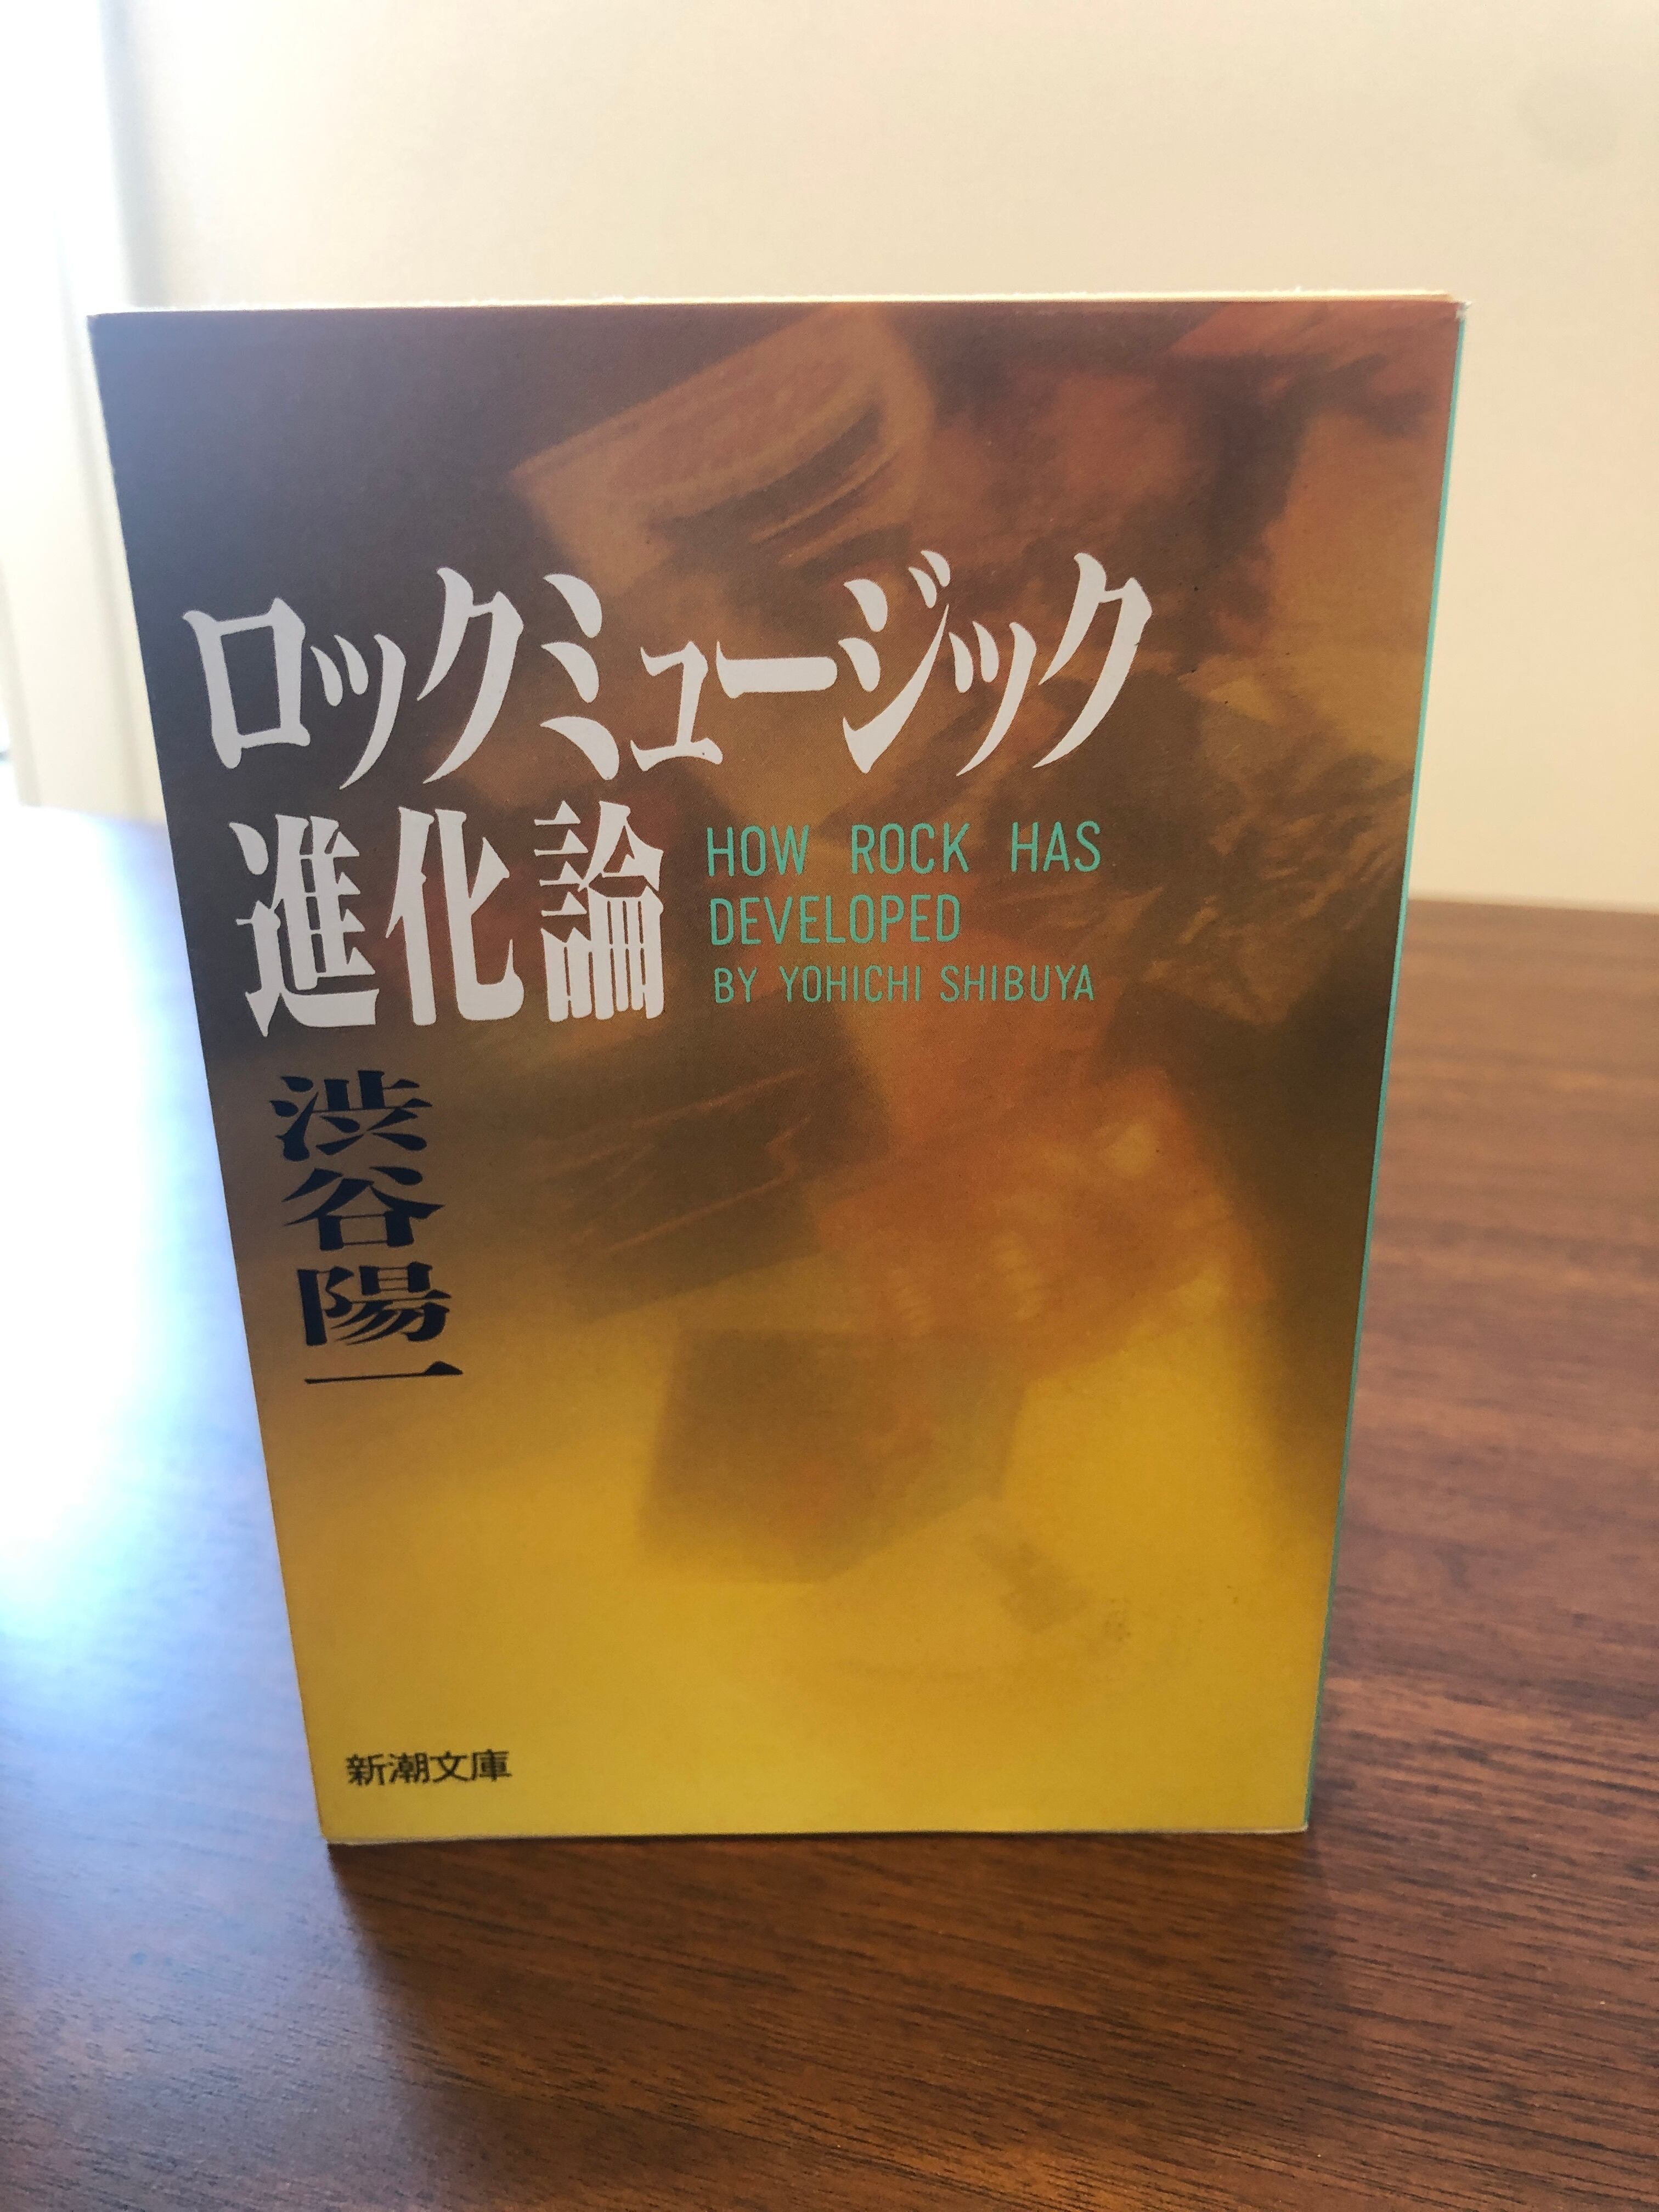 ロックミュージック
進化論
HOW ROCK HAS
DEVELOPED
BY YOHICHI SHIBUYA
渋谷陽一
新潮文庫